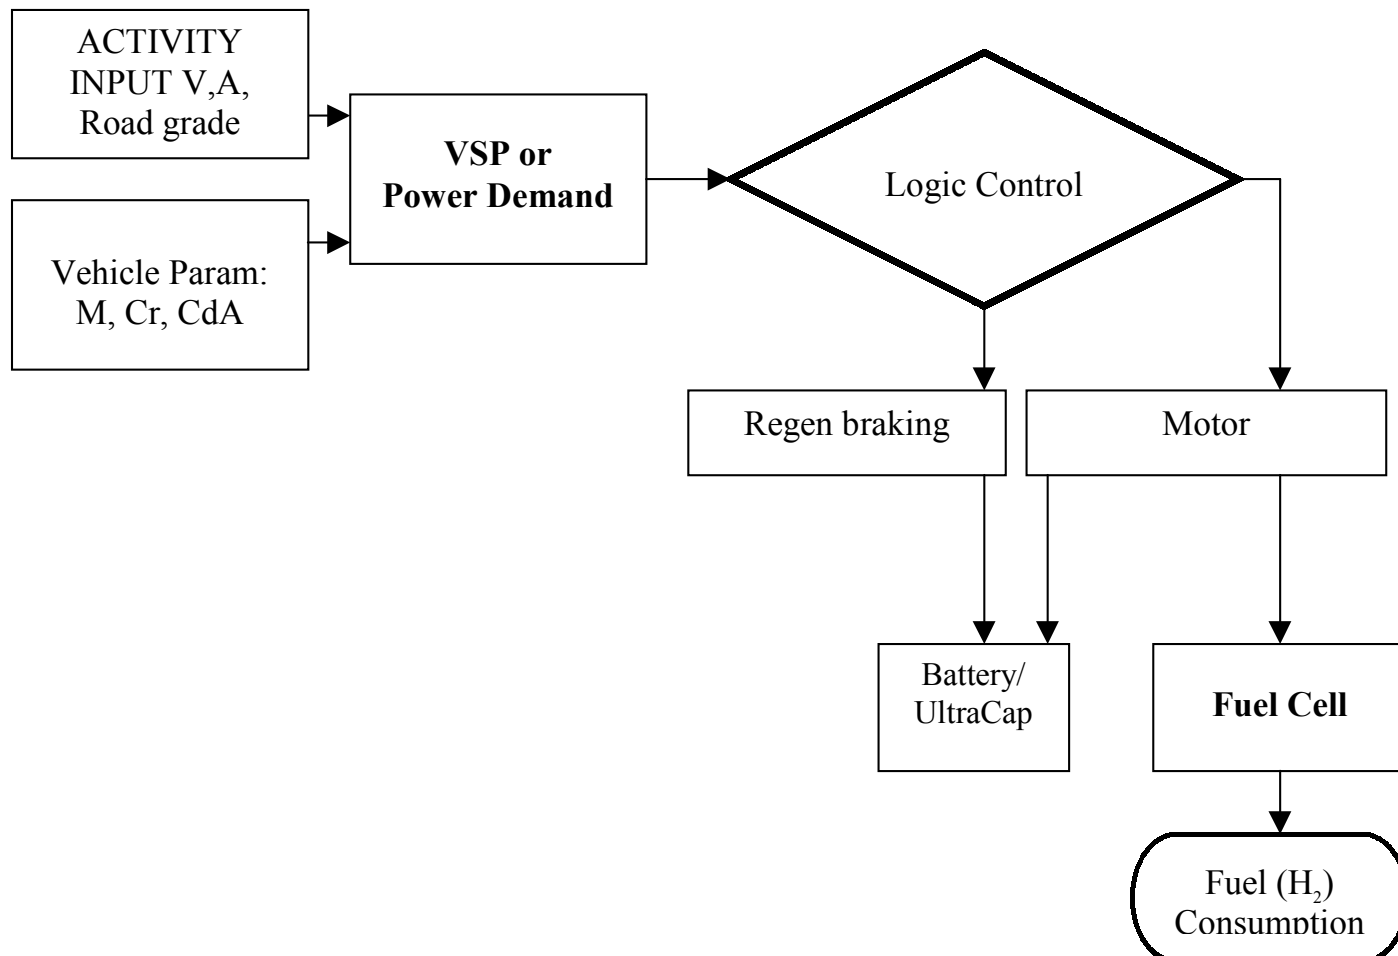 ACTIVITY
INPUT V,A,
Road grade
VSP or
Power Demand
Logic Control
Vehicle Param:
M, Cr, CdA
Regen braking
Motor
Battery/
UltraCap
Fuel Cell
Fuel (H₂)
Consumption